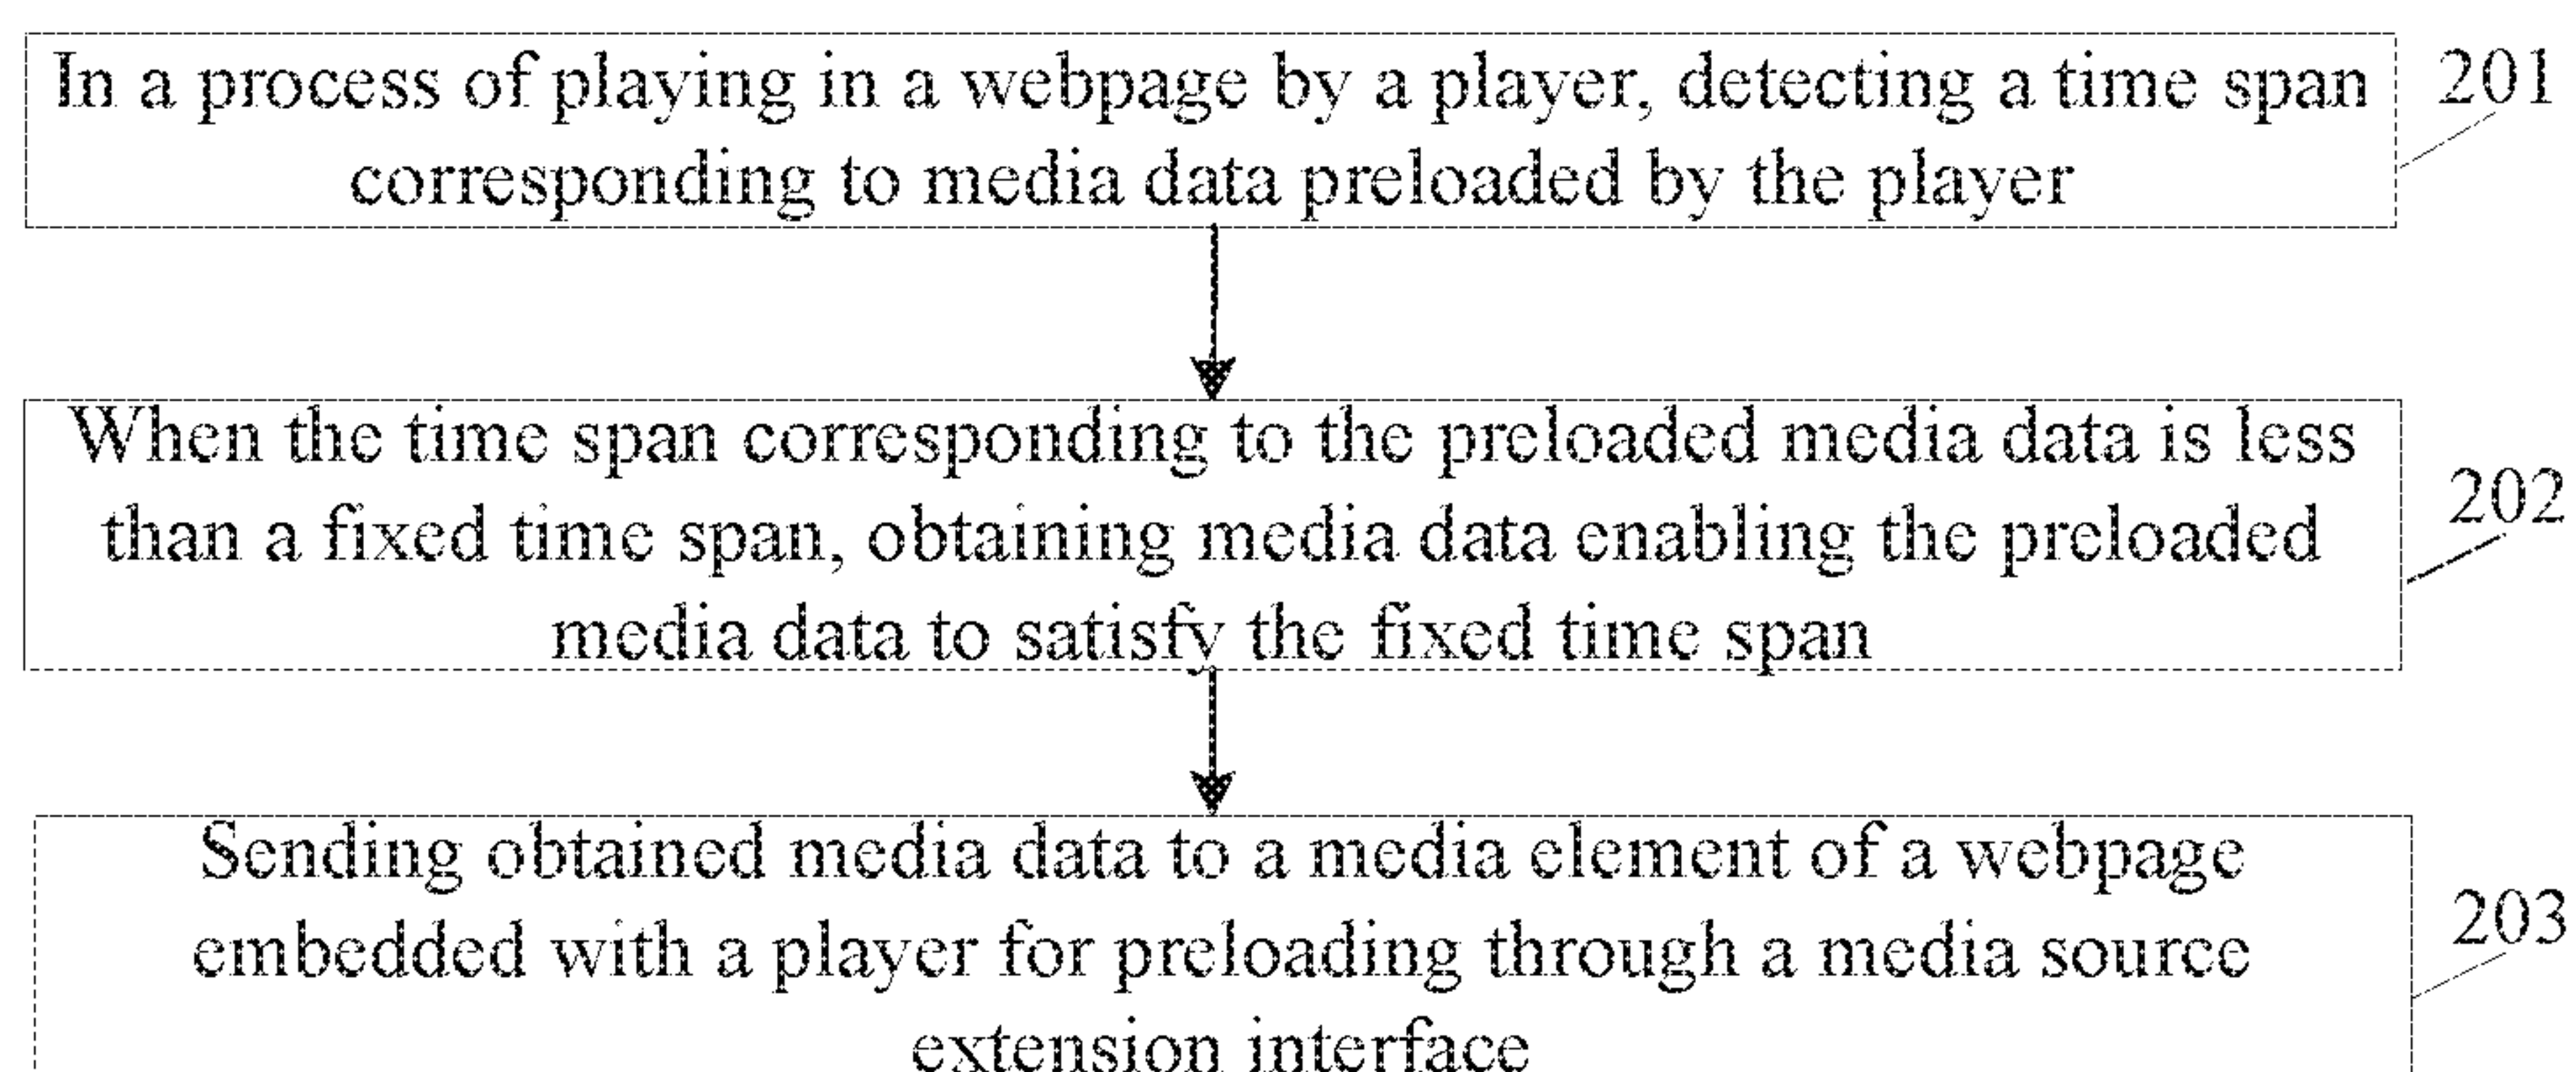 In a process of playing in a webpage by a player, detecting a time span
corresponding to media data preloaded by the player
201
When the time span corresponding to the preloaded media data is less
than a fixed time span, obtaining media data enabling the preloaded
media data to satisfy the fixed time span
202
Sending obtained media data to a media element of a webpage
embedded with a player for preloading through a media source
extension interface
203